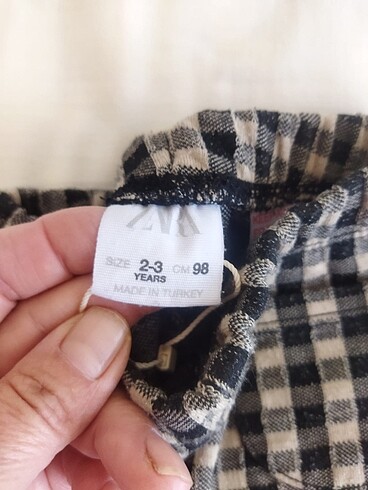 ZARA
SIZE 2-3 CM 98
YEARS
MADE IN TURKEY